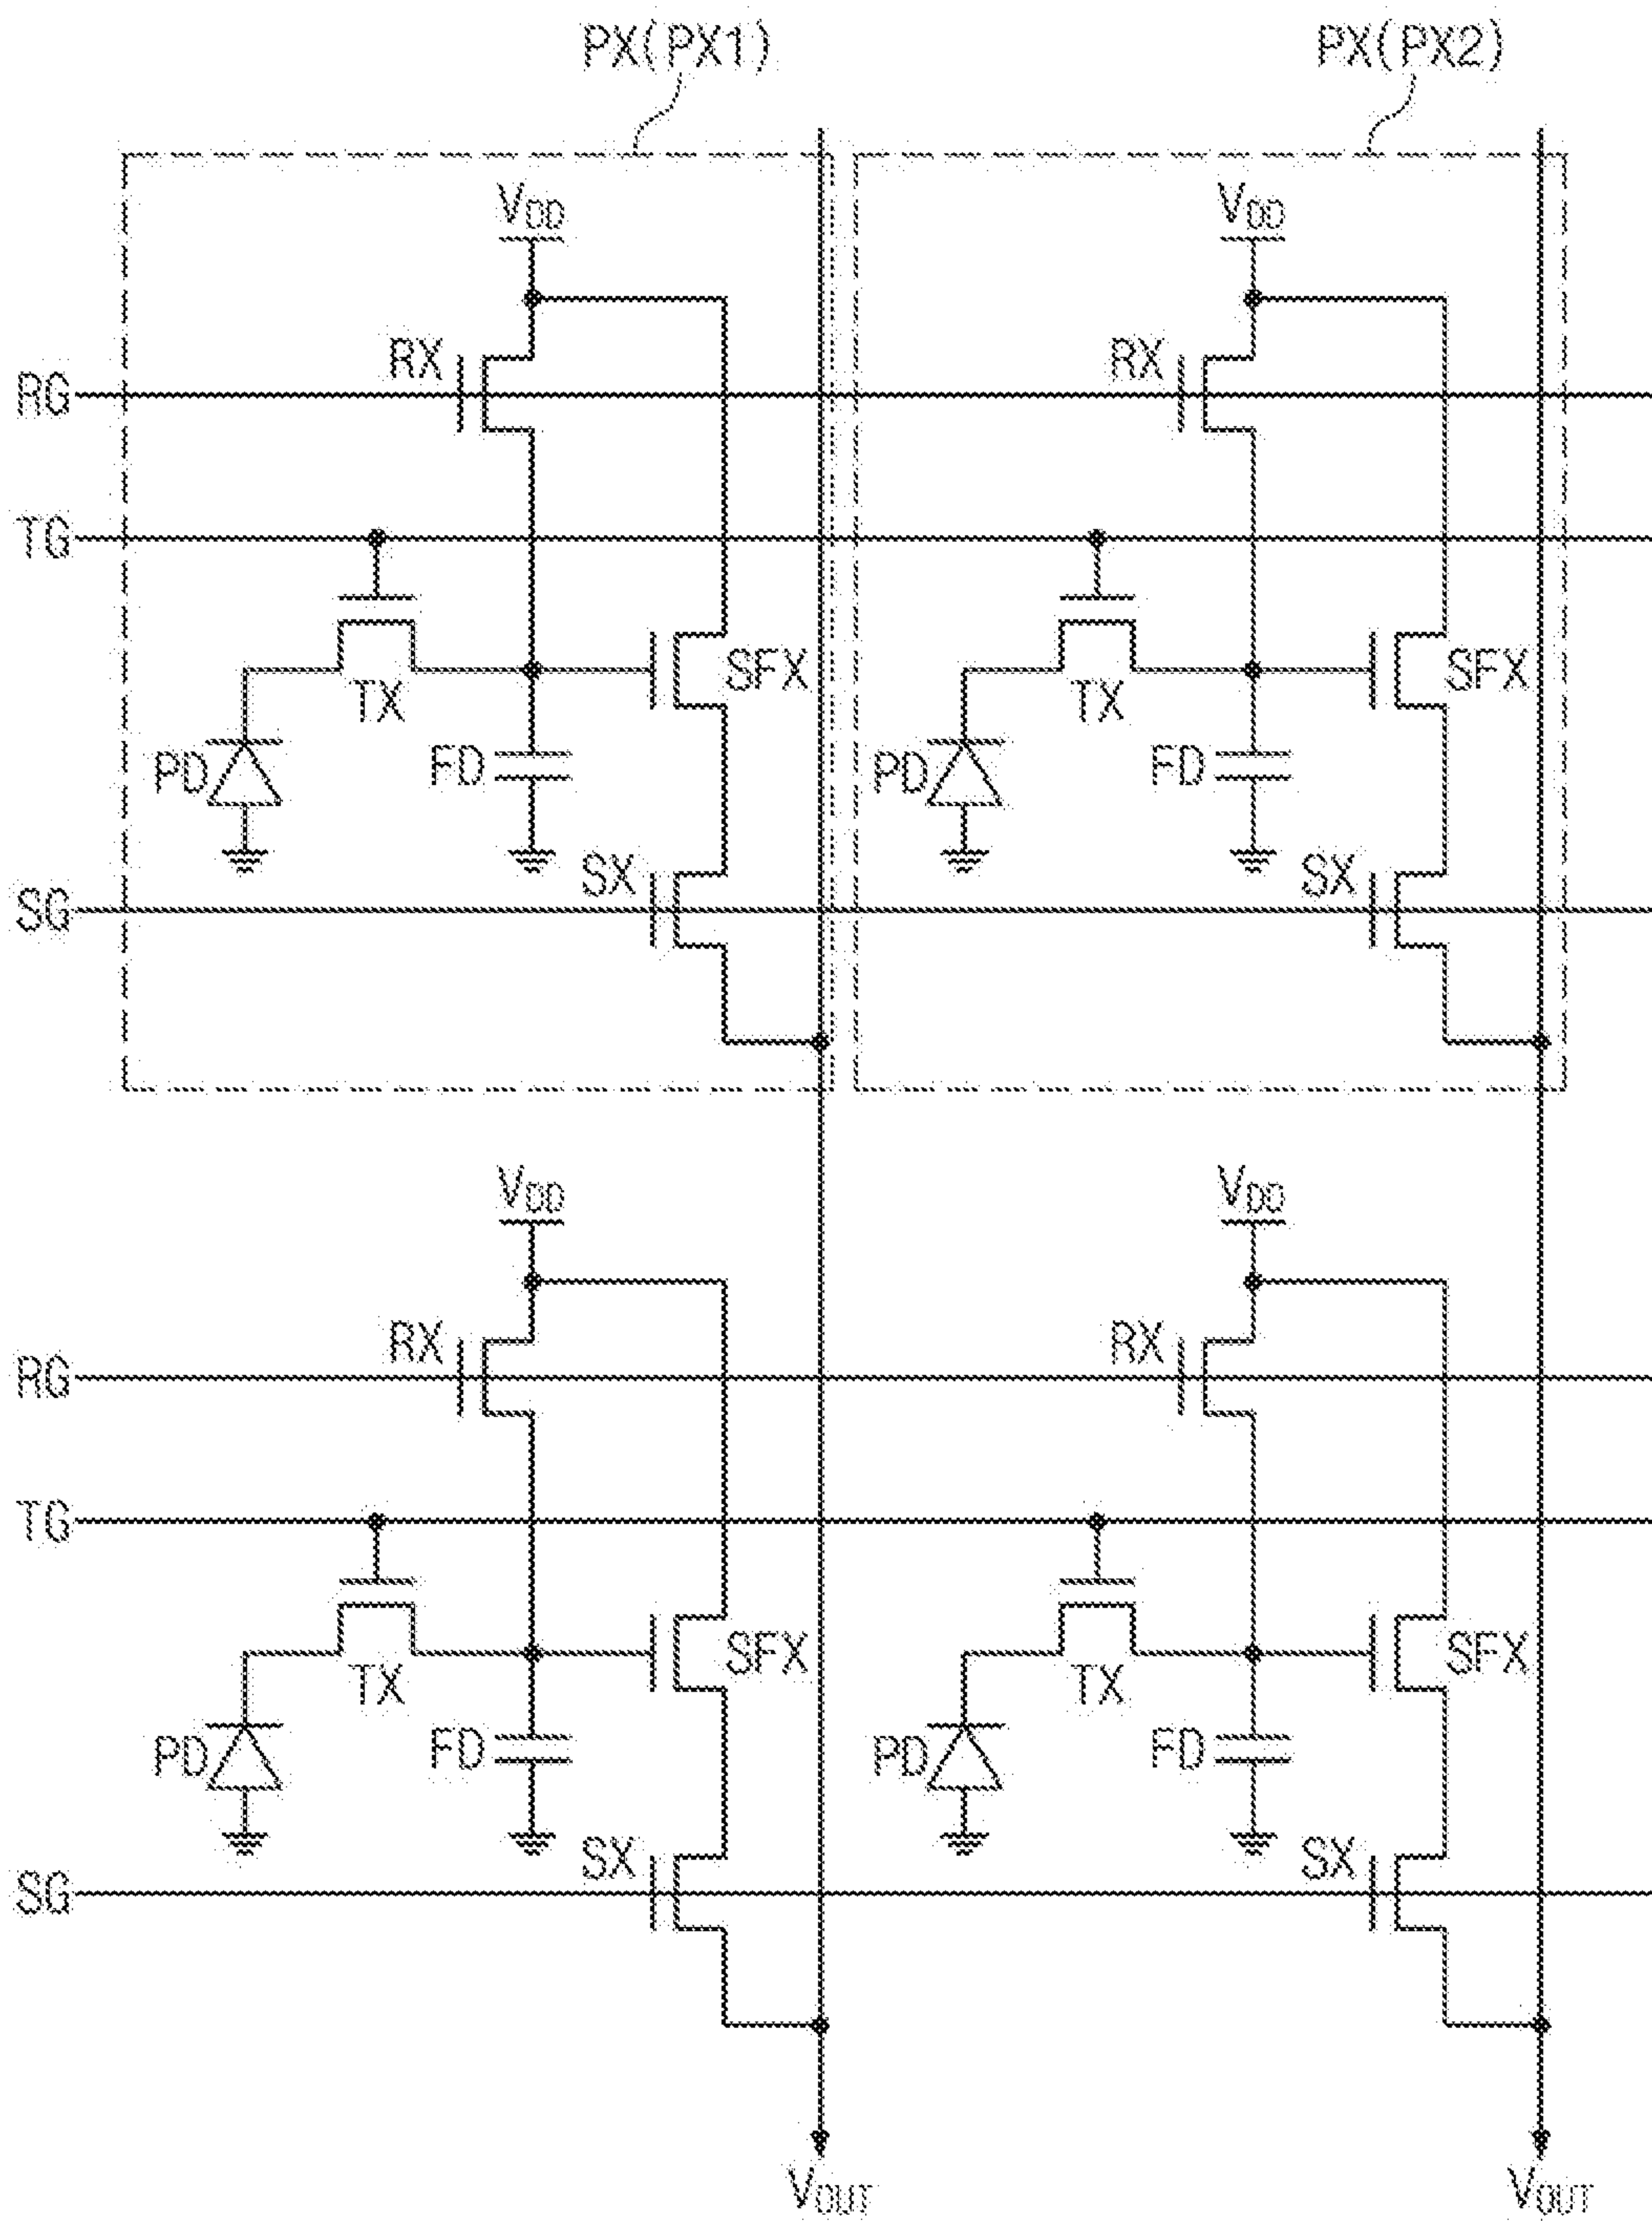 PX(PX1) PX(PX2)
VDD VDD
RX RX
RG
TG
SFX SFX
TX TX
PD FD PD FD
SX SX
SG
VDD VDD
RX RX
RG
TG
SFX SFX
TX TX
PD FD PD FD
SX SX
SG
VOUT VOUT